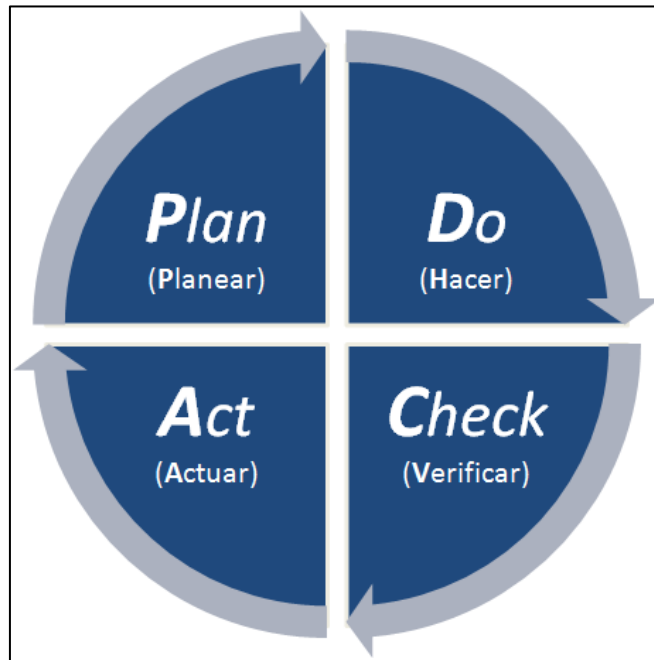 Plan
(Planear)
Do
(Hacer)
Act
(Actuar)
Check
(Verificar)